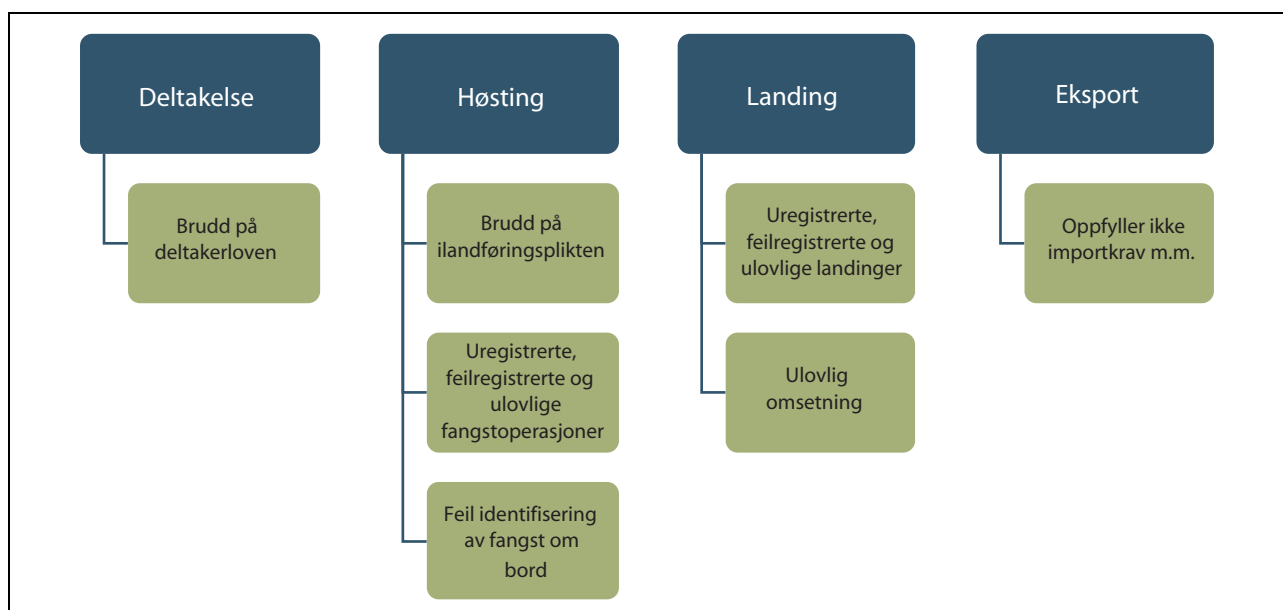 Deltakelse
Brudd på
deltakerloven
Høsting
Brudd på
ilandføringsplikten
Uregistrerte,
feilregistrerte og
ulovlige
fangstoperasjoner
Feil identifisering
av fangst om
bord
Landing
Uregistrerte,
feilregistrerte og
ulovlige landinger
Ulovlig
omsetning
Eksport
Oppfyller ikke
importkrav m.m.